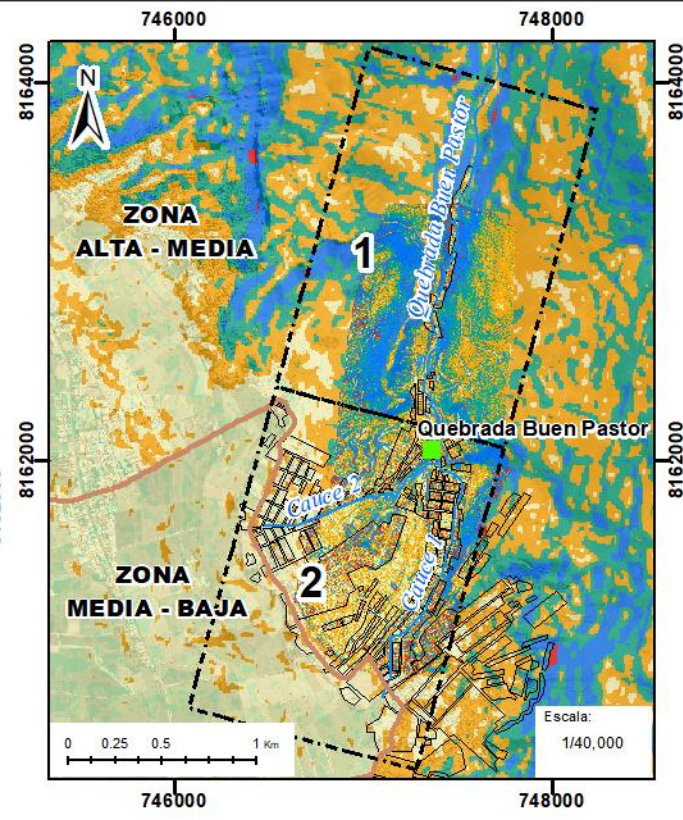 746000
748000
8164000
8164000
N
Quebrada Buen Pastor
ZONA
ALTA - MEDIA
1
Quebrada Buen Pastor
8162000
8162000
Cauce 2
ZONA
MEDIA - BAJA
2
Cauce 1
0 0.25 0.5 1 Km
Escala:
1/40,000
746000
748000